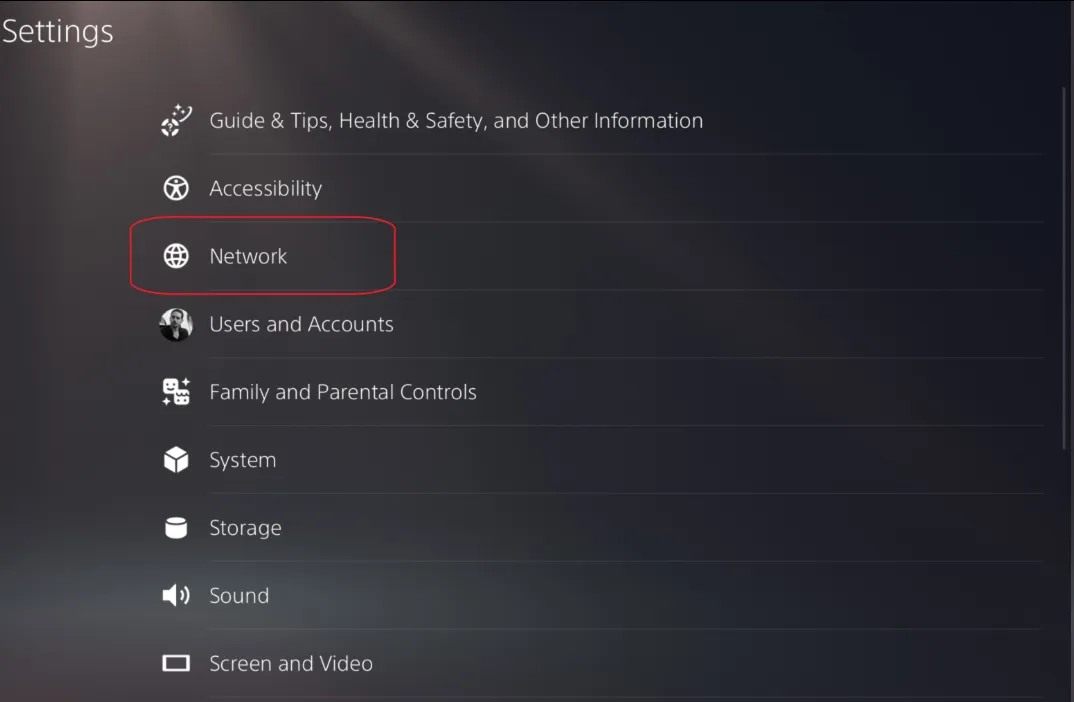 Settings
Guide & Tips, Health & Safety, and Other Information
Accessibility
Network
Users and Accounts
Family and Parental Controls
System
Storage
Sound
Screen and Video